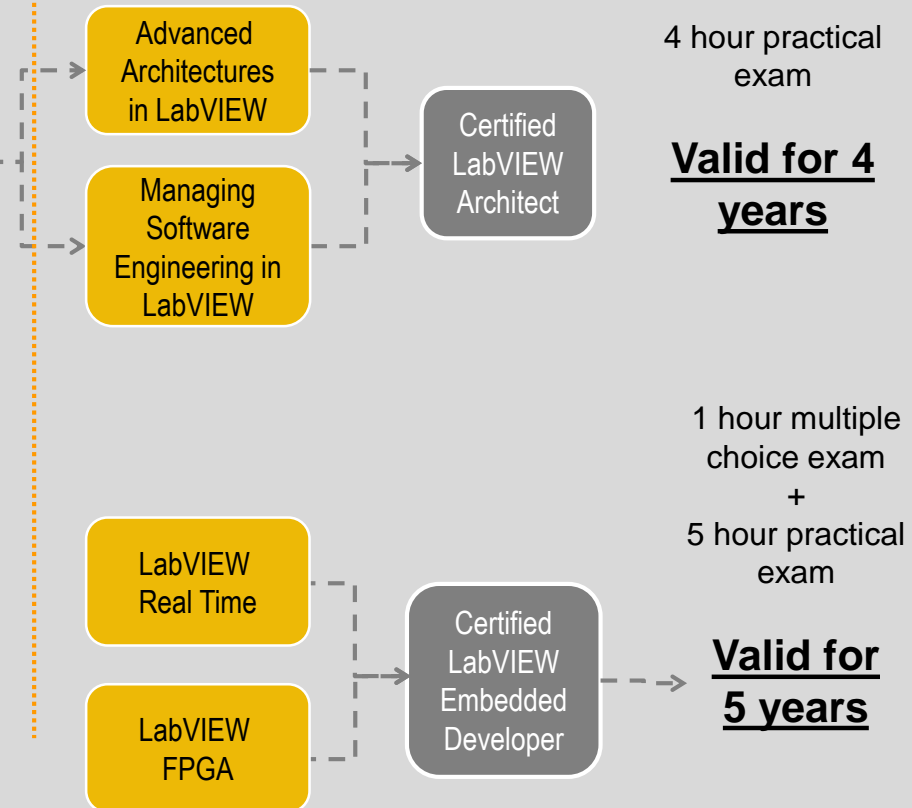 Advanced
Architectures
in LabVIEW
Managing
Software
Engineering in
LabVIEW
Certified
LabVIEW
Architect
4 hour practical
exam
Valid for 4
years
LabVIEW
Real Time
LabVIEW
FPGA
Certified
LabVIEW
Embedded
Developer
1 hour multiple
choice exam
+
5 hour practical
exam
Valid for
5 years